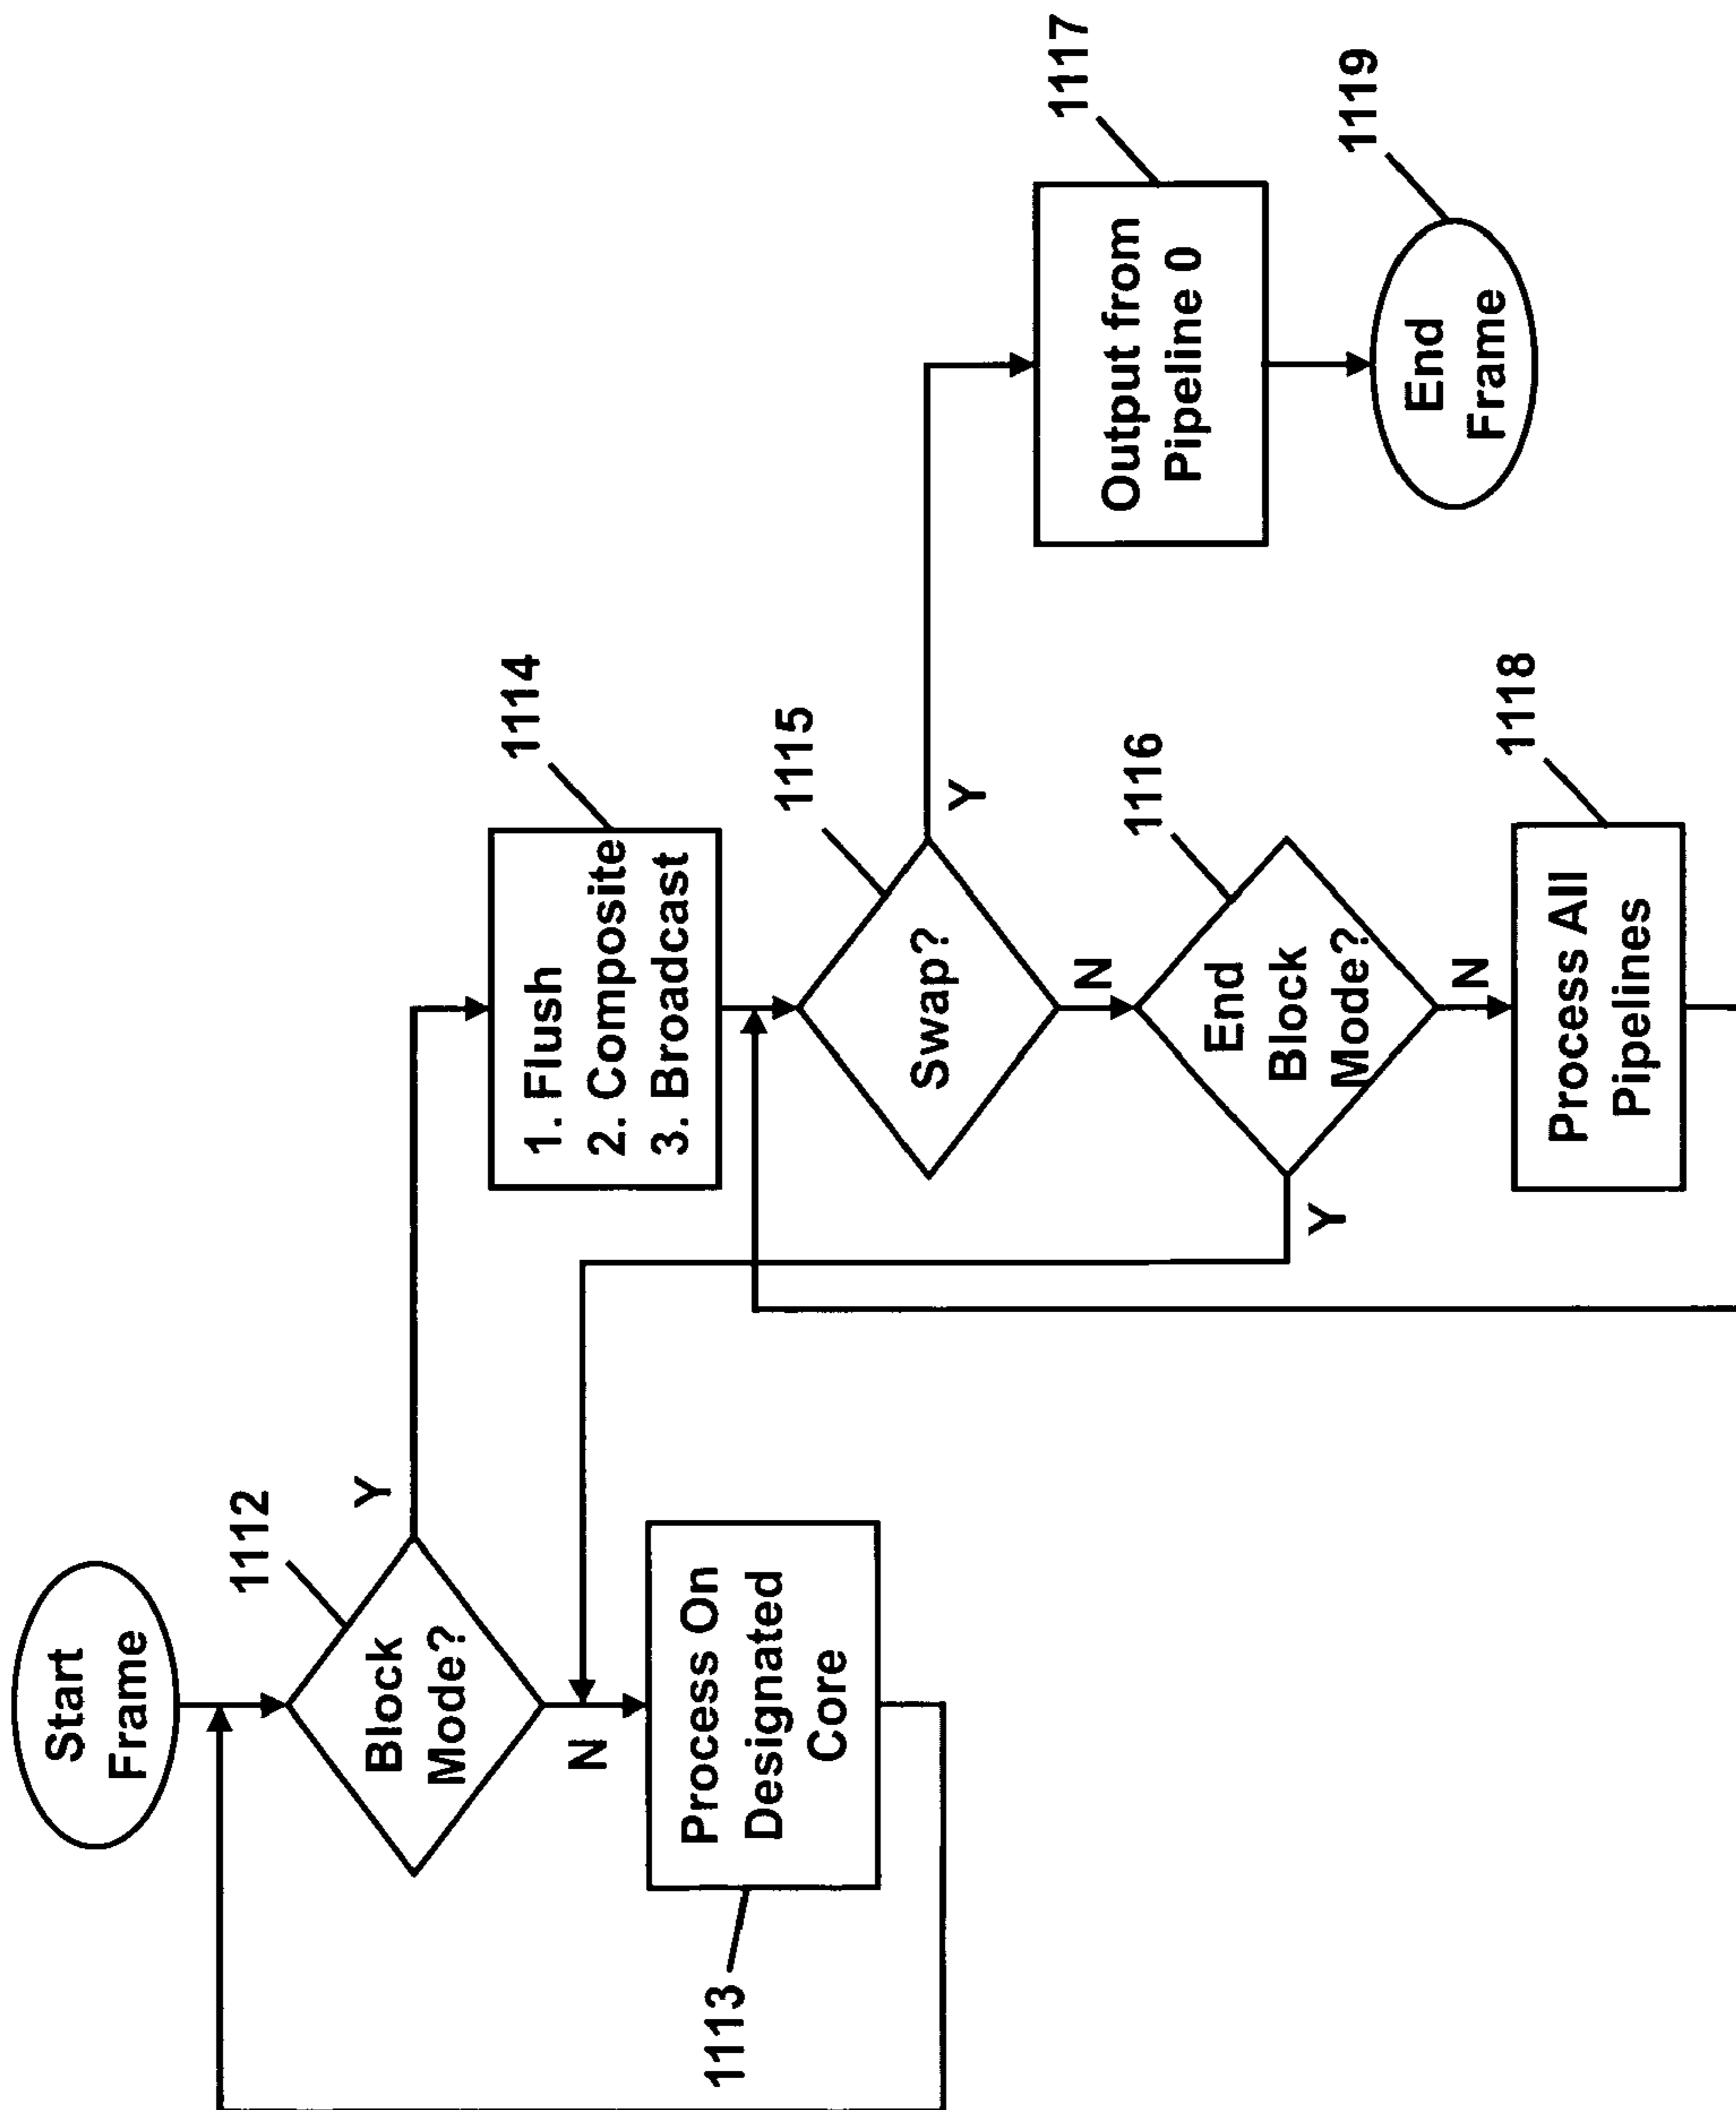 Start
Frame
1112
Block
Mode?
Y
N
Process On
Designated
Core
1113
1114
1. Flush
2. Composite
3. Broadcast
1115
Swap?
Y
N
1116
End
Block
Mode?
Y
N
1118
Process All
Pipelines
1117
Output from
Pipeline 0
1119
End
Frame